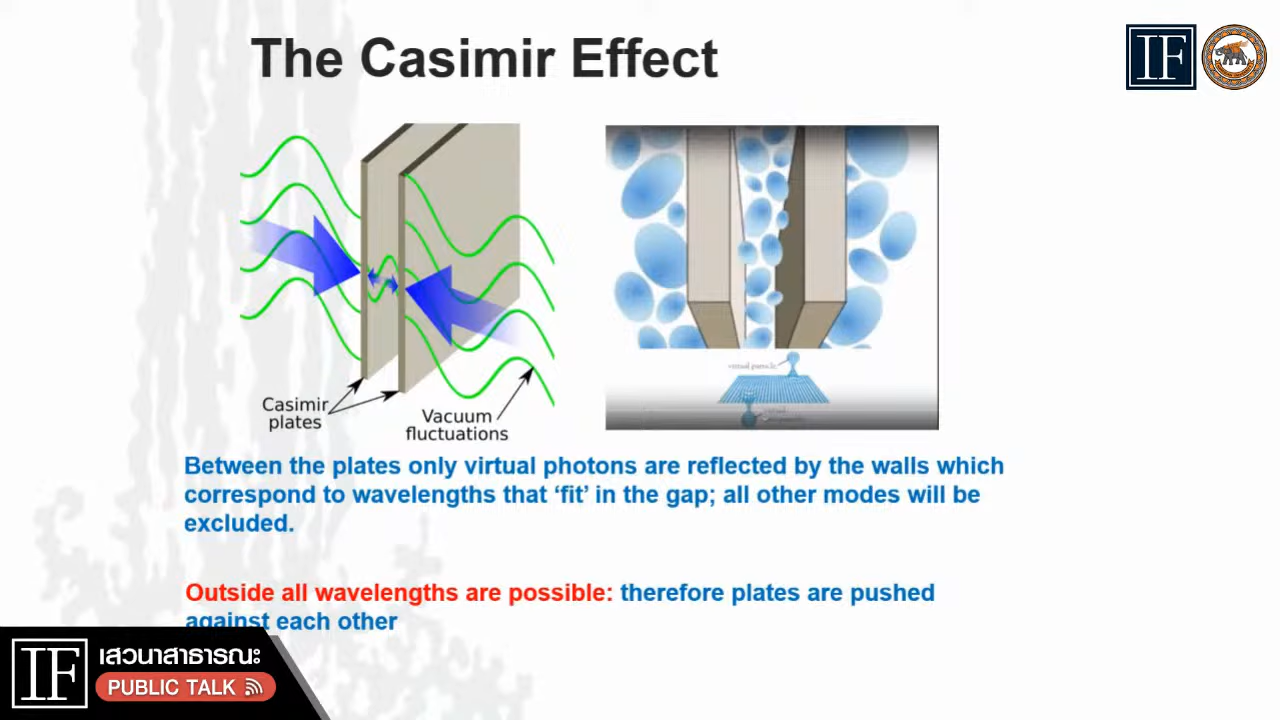 The Casimir Effect
IF
Casimir
plates
Vacuum
fluctuations
virtual particle
Between the plates only virtual photons are reflected by the walls which
correspond to wavelengths that ‘fit’ in the gap; all other modes will be
excluded.
Outside all wavelengths are possible: therefore plates are pushed
against each other
IF
เสวนาสาธารณะ
PUBLIC TALK